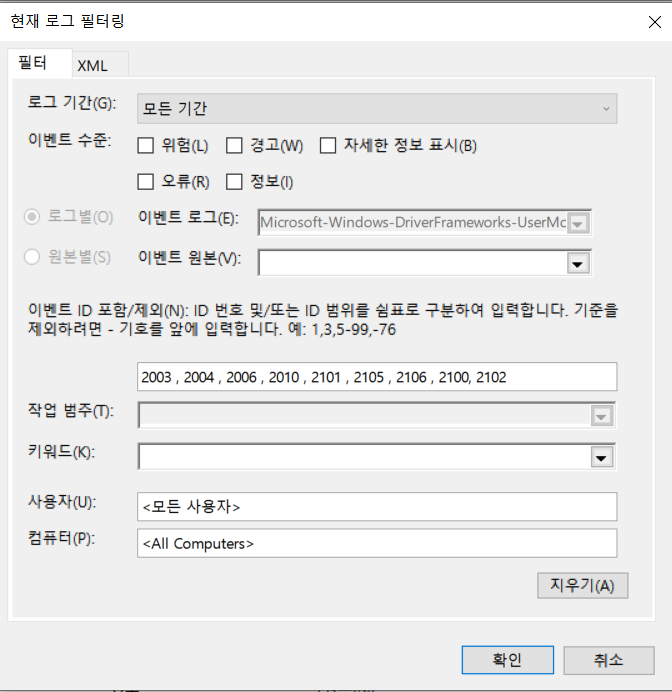 현재 로그 필터링
필터
XML
로그 기간(G):
모든 기간
이벤트 수준:
위험(L)
경고(W)
자세한 정보 표시(B)
오류(R)
정보(I)
로그별(O)
이벤트 로그(E):
Microsoft-Windows-DriverFrameworks-UserMc
원본별(S)
이벤트 원본(V):
이벤트 ID 포함/제외(N): ID 번호 및/또는 ID 범위를 쉼표로 구분하여 입력합니다. 기준을
제외하려면 - 기호를 앞에 입력합니다. 예: 1,3,5-99,-76
2003 , 2004 , 2006 , 2010 , 2101 , 2105 , 2106 , 2100, 2102
작업 범주(T):
키워드(K):
사용자(U):
<모든 사용자>
컴퓨터(P):
<All Computers>
지우기(A)
확인
취소